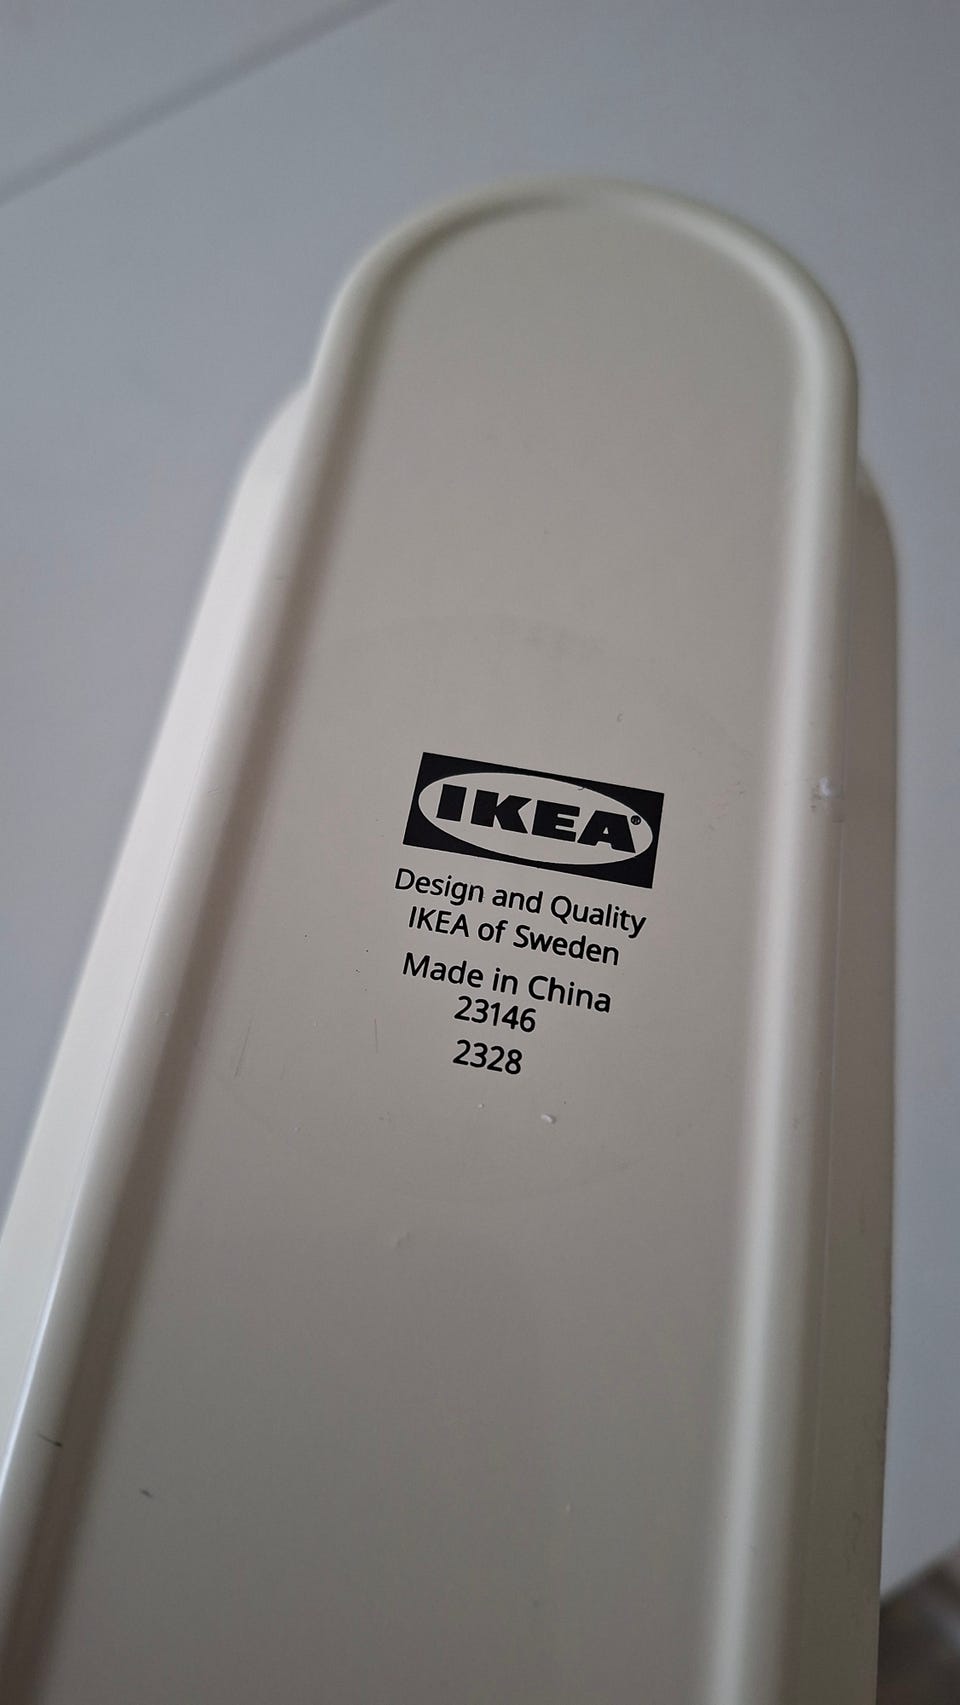 IKEA®
Design and Quality
IKEA of Sweden
Made in China
23146
2328